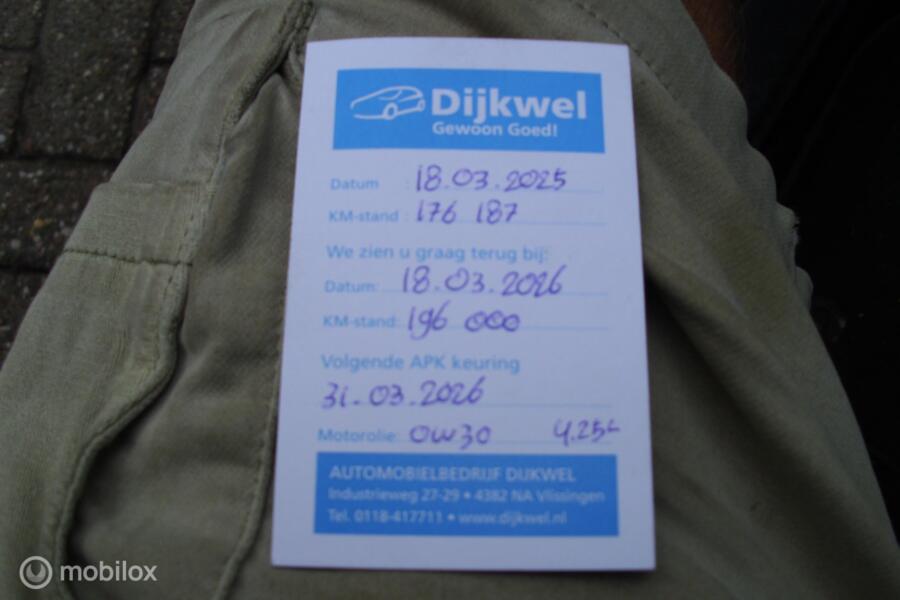 Dijkwel
Gewoon Goed!
Datum : 18.03.2025
KM-stand : 176 187
We zien u graag terug bij:
Datum: 18.03.2026
KM-stand: 196 000
Volgende APK keuring
31.03.2026
Motorolie: 0W30 4.25L
AUTOMOBIELBEDRIJF DIJKWEL
Industrieweg 27-29 • 4382 NA Vlissingen
Tel. 0118-417711 • www.dijkwel.nl
mobilox